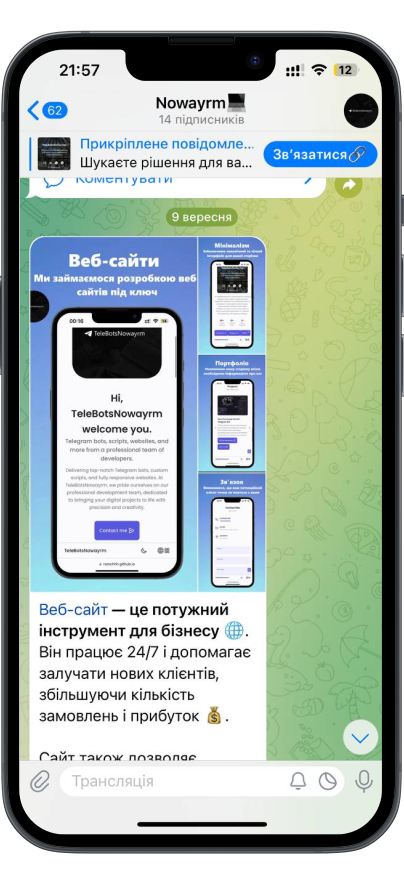 21:57
12
62
Nowayrm
14 підписників
Прикріплене повідомле...
Шукаєте рішення для ва...
Зв'язатися
Коментувати
9 вересня
Веб-сайти
Ми займаємося розробкою веб
сайтів під ключ
00:16
TeleBotsNowayrm
Hi,
TeleBotsNowayrm
welcome you.
Telegram bots, scripts, websites, and
more from a professional team of
developers.
Delivering top-notch Telegram bots, custom
scripts, and fully responsive websites. At
TeleBotsNowayrm, we pride ourselves on our
professional development team, dedicated
to bringing your digital projects to life with
precision and creativity.
Contact me
TeleBotsNowayrm
Мінімалізм
Портфоліо
Зв'язок
Веб-сайт — це потужний
інструмент для бізнесу 🌐.
Він працює 24/7 і допомагає
залучати нових клієнтів,
збільшуючи кількість
замовлень і прибуток 💰.
Сайт також дозволяє
Трансляція